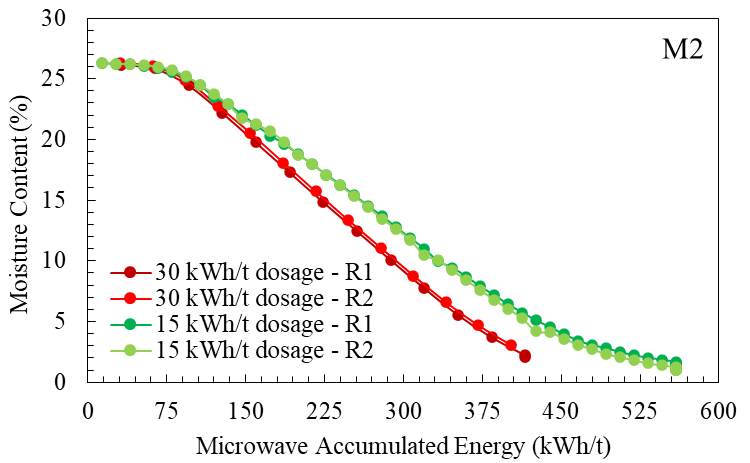 M2
Moisture Content (%)
30
25
20
15
10
5
0
30 kWh/t dosage - R1
30 kWh/t dosage - R2
15 kWh/t dosage - R1
15 kWh/t dosage - R2
0 75 150 225 300 375 450 525 600
Microwave Accumulated Energy (kWh/t)